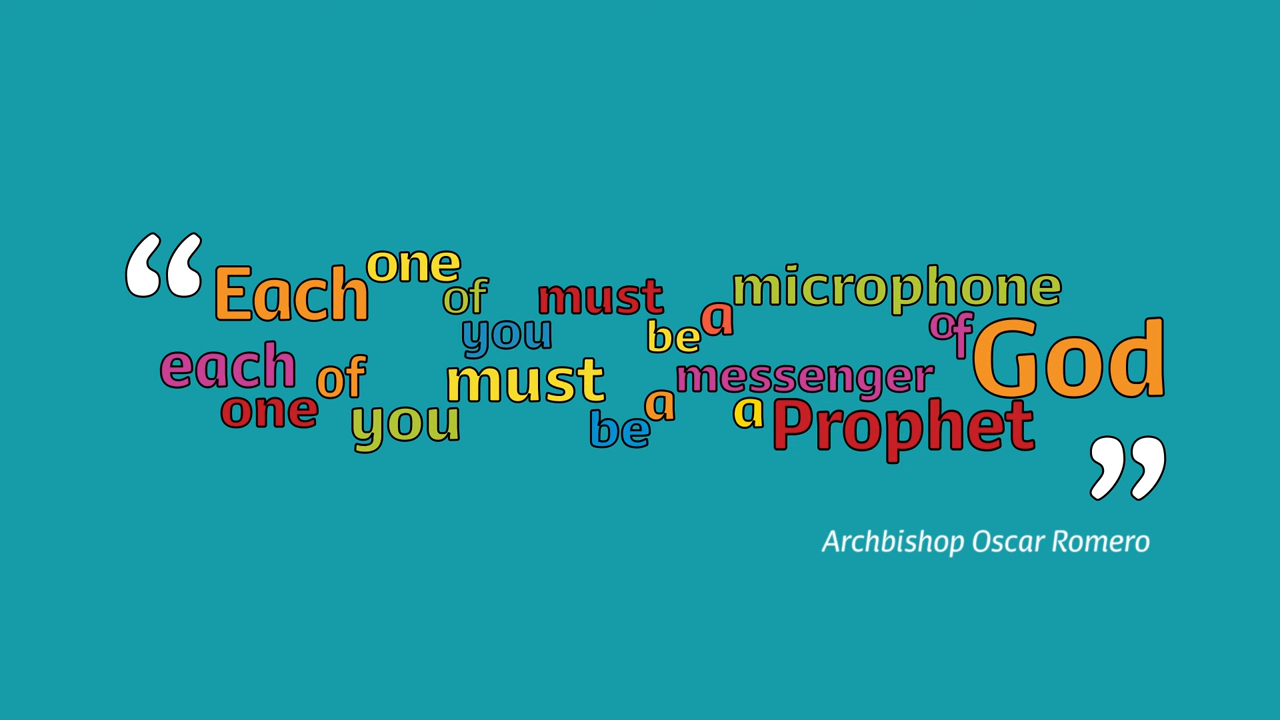 “Each one of you must be a microphone of God
each one of you must be a messenger a Prophet”
Archbishop Oscar Romero